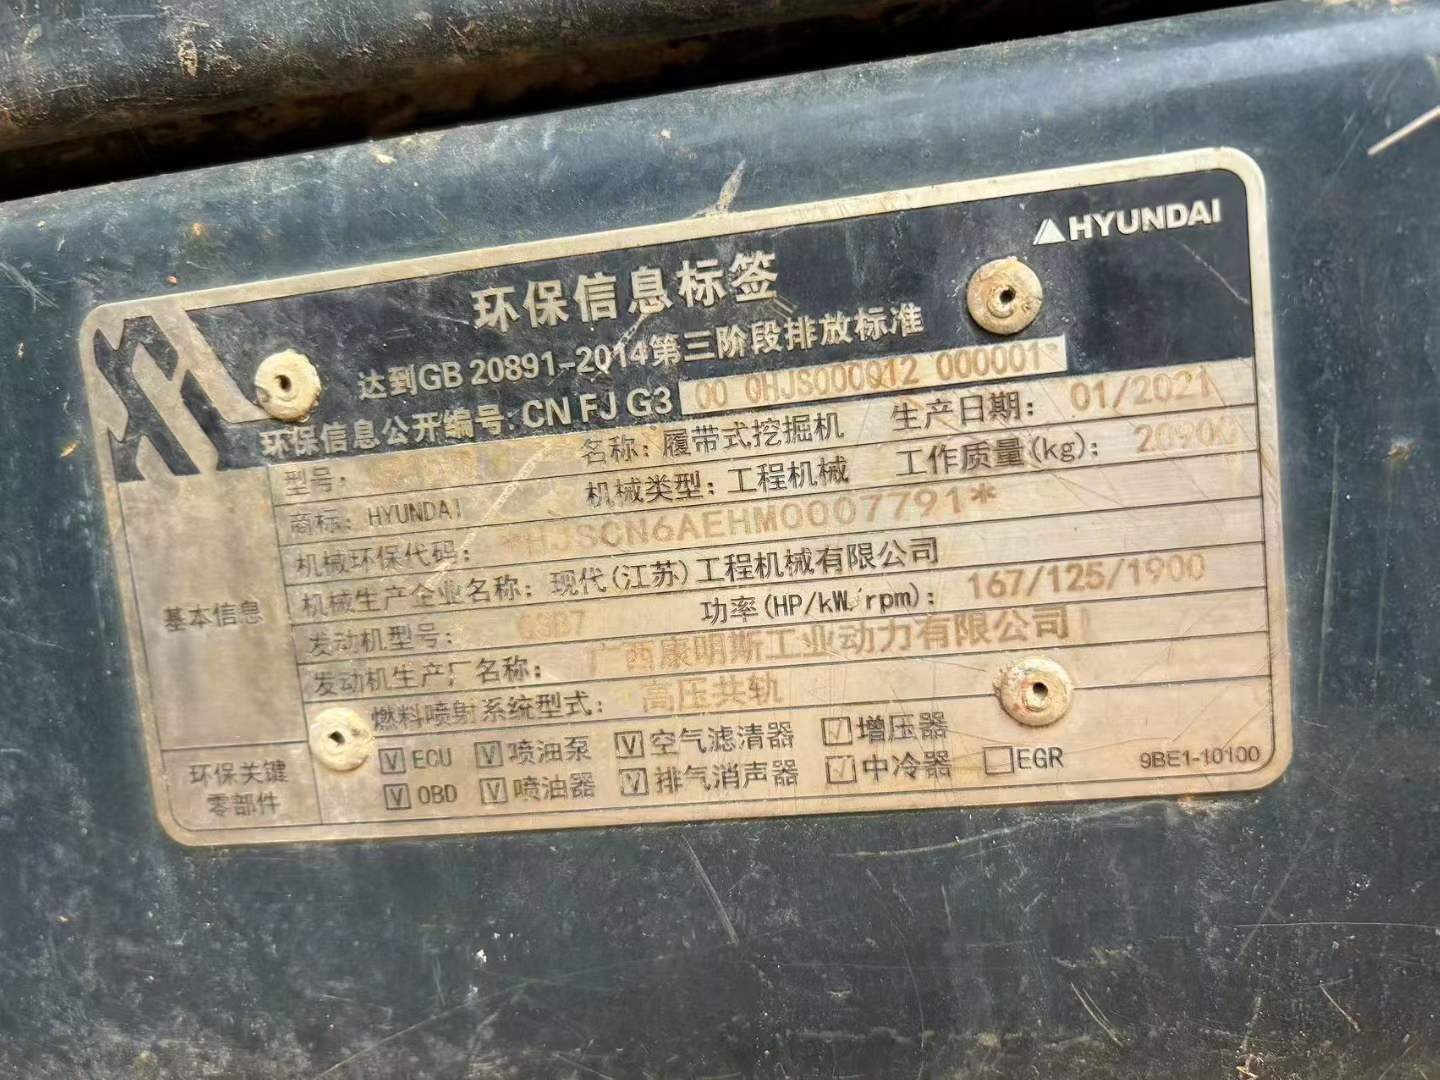 HYUNDAI
环保信息标签
达到GB 20891-2014第三阶段排放标准
环保信息公开编号: CN FJ G3 00 0HJS000012 000001*
型号: 名称: 履带式挖掘机 生产日期: 01/2021
商标: HYUNDAI 机械类型: 工程机械 工作质量(kg): 20900
机械环保代码: *HJSCN6AEHM0007791*
机械生产企业名称: 现代(江苏)工程机械有限公司
基本信息
发动机型号: 功率(HP/kW/rpm): 167/125/1900
发动机生产厂名称: 广西康明斯工业动力有限公司
燃料喷射系统型式: 高压共轨
环保关键零部件
☑ECU ☑喷油泵 ☑空气滤清器 ☑增压器
☑OBD ☑喷油器 ☑排气消声器 ☑中冷器 ☐EGR
9BE1-10100